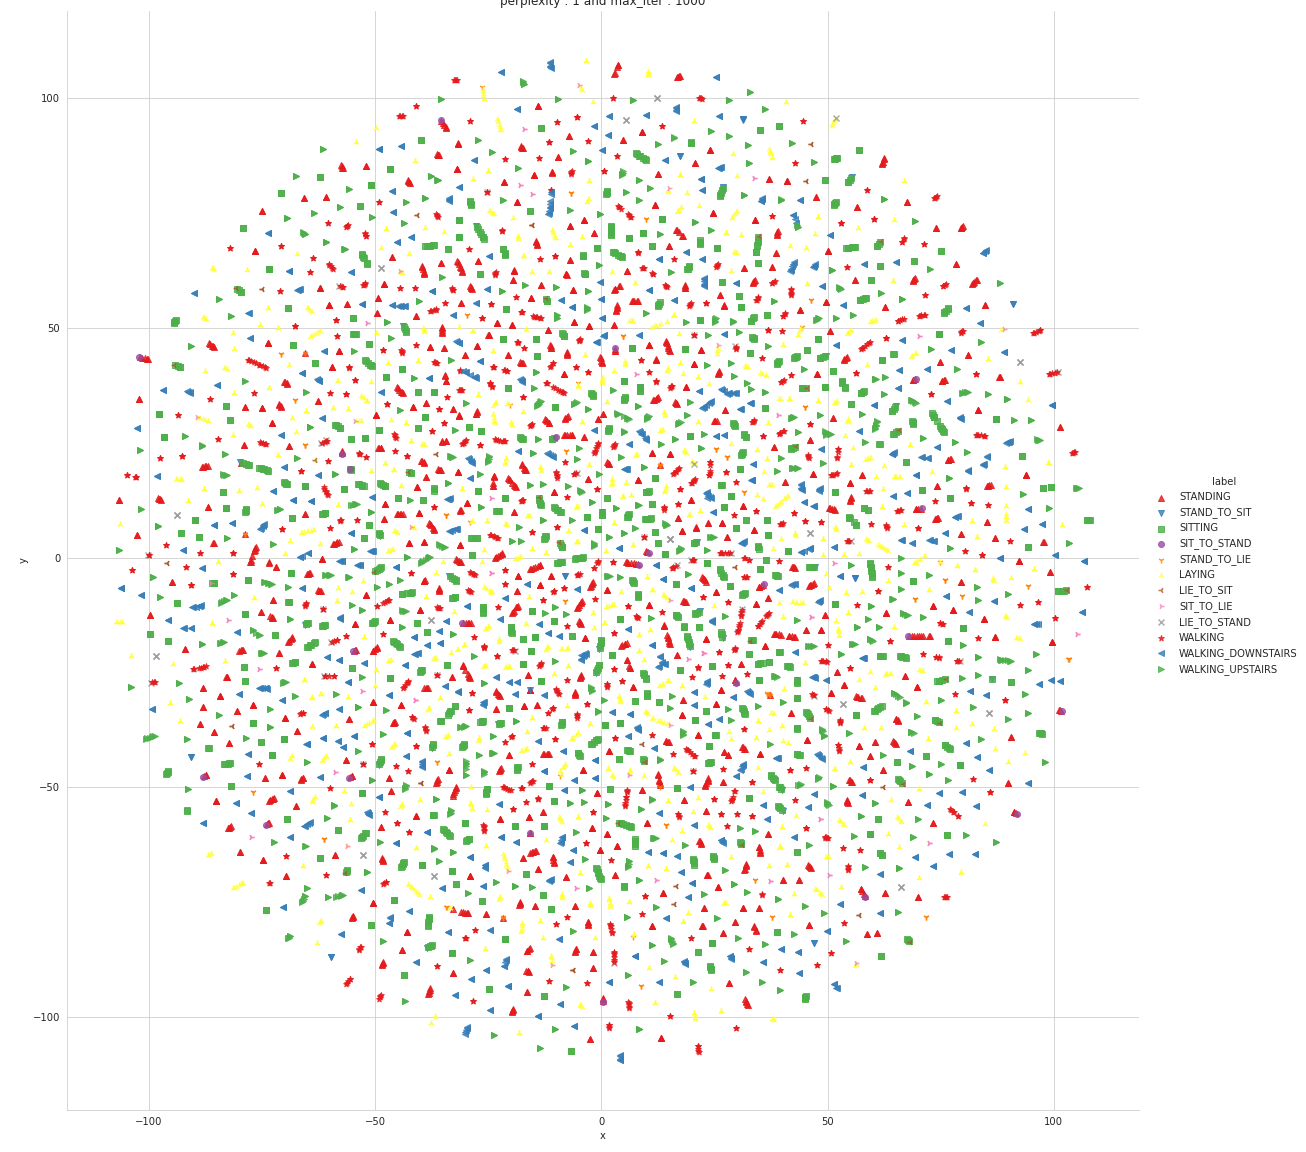 perplexity : 1 and max_iter : 1000
100
50
0
−50
−100
y
−100
−50
0
50
100
x
label
STANDING
STAND_TO_SIT
SITTING
SIT_TO_STAND
STAND_TO_LIE
LAYING
LIE_TO_SIT
SIT_TO_LIE
LIE_TO_STAND
WALKING
WALKING_DOWNSTAIRS
WALKING_UPSTAIRS